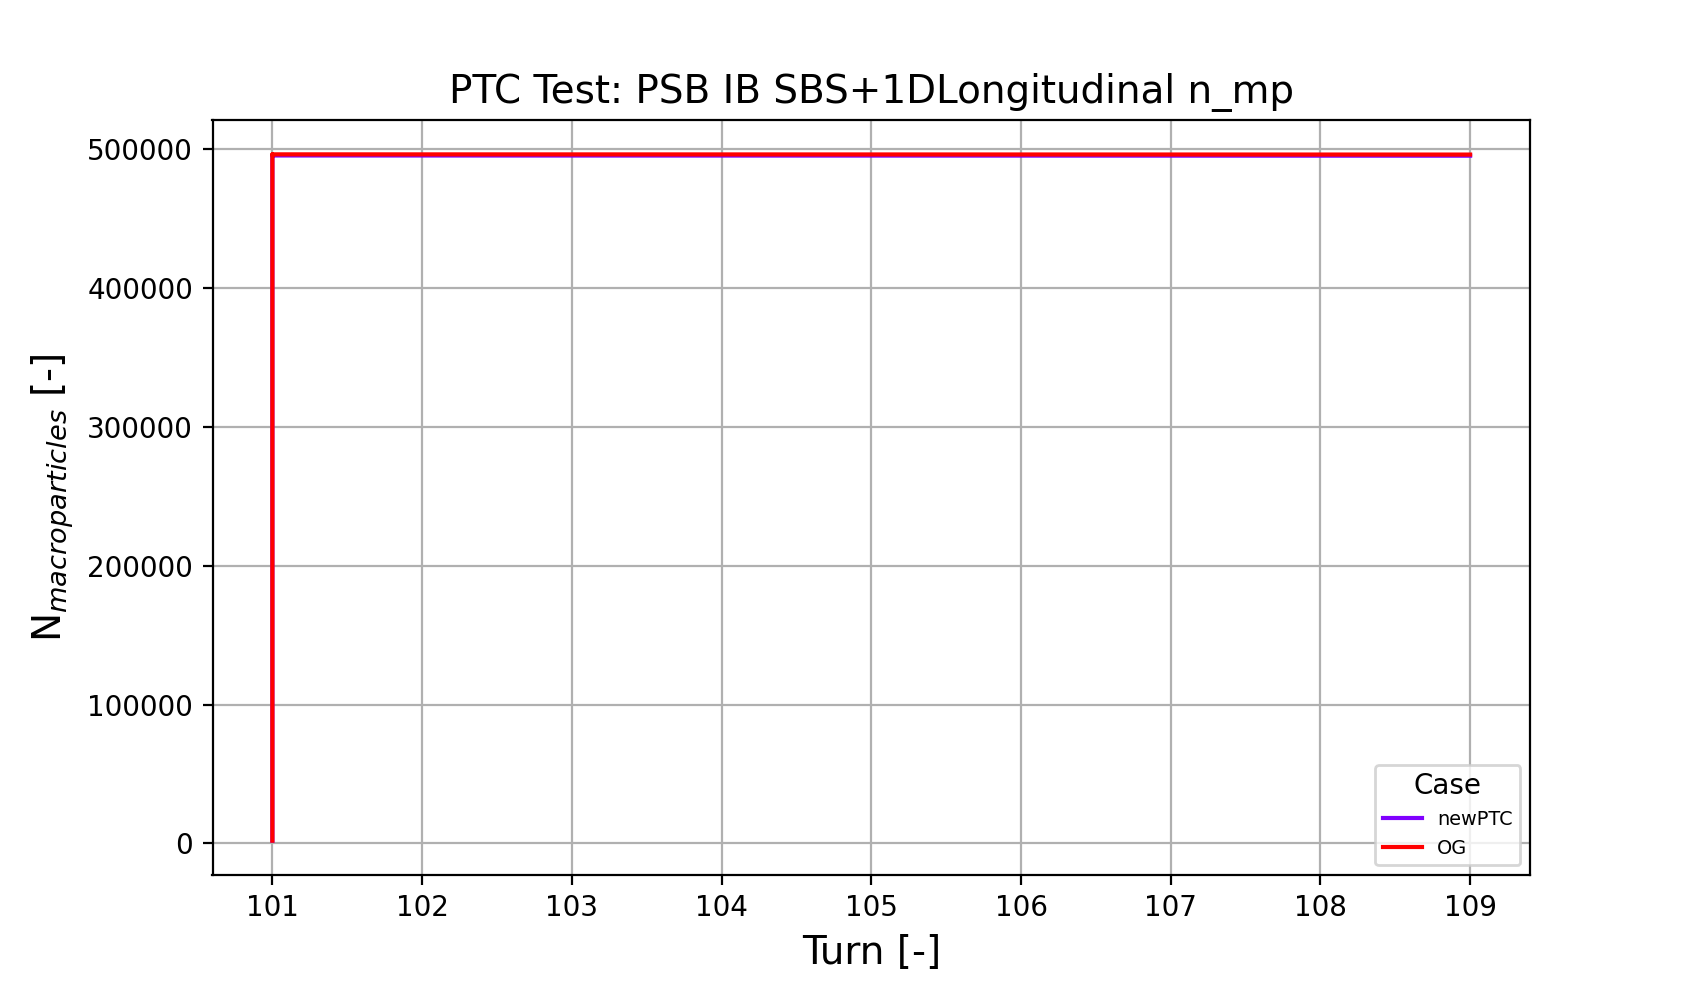 PTC Test: PSB IB SBS+1DLongitudinal n_mp
500000
400000
300000
200000
100000
0
N_macroparticles [-]
101 102 103 104 105 106 107 108 109
Turn [-]
Case
newPTC
OG